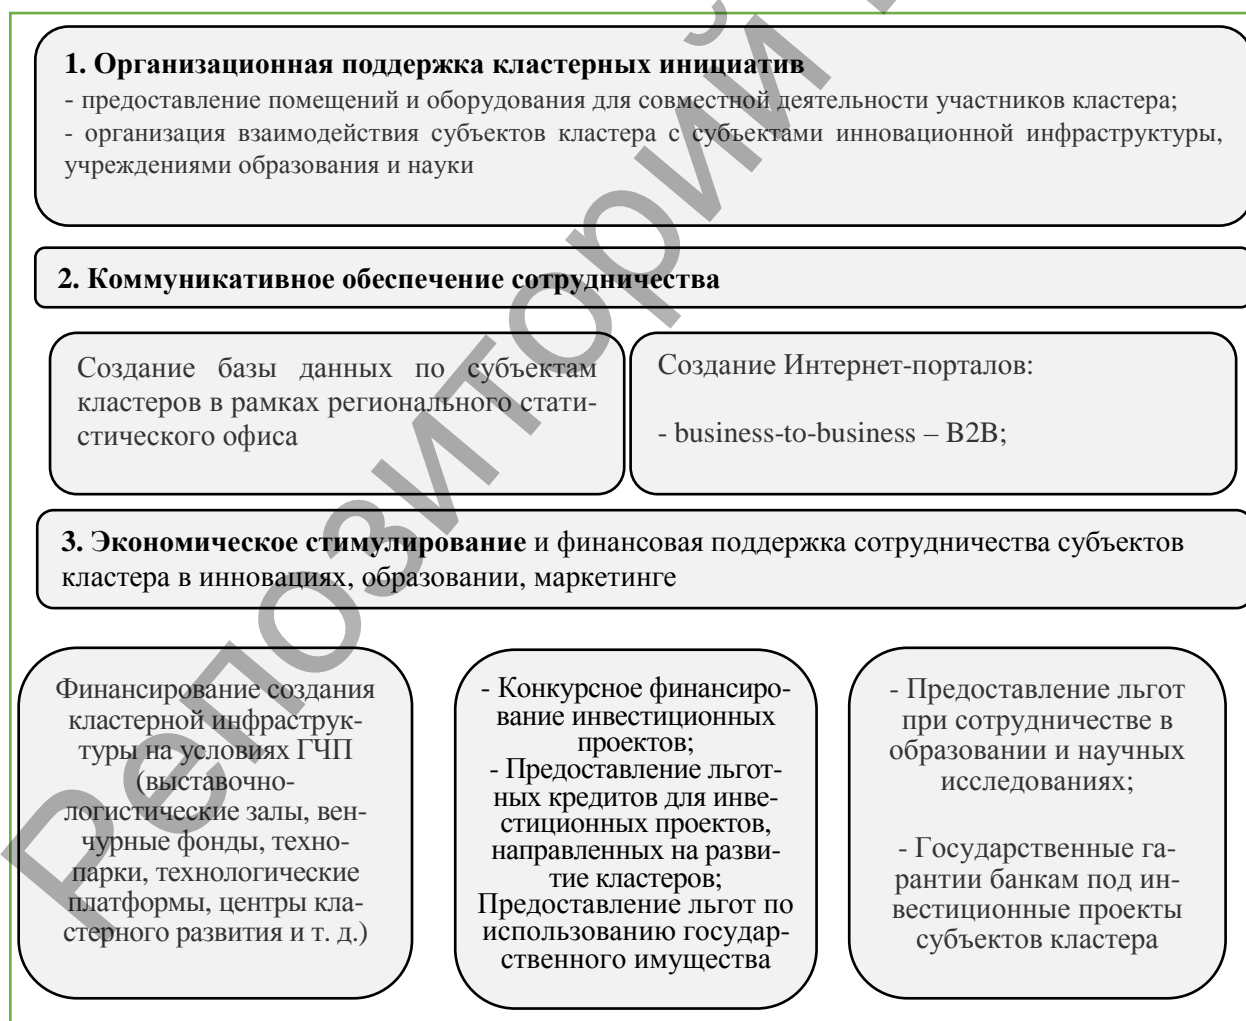 1. Организационная поддержка кластерных инициатив
- предоставление помещений и оборудования для совместной деятельности участников кластера;
- организация взаимодействия субъектов кластера с субъектами инновационной инфраструктуры,
учреждениями образования и науки
2. Коммуникативное обеспечение сотрудничества
Создание базы данных по субъектам
кластеров в рамках регионального стати-
стического офиса
Создание Интернет-порталов:
- business-to-business – B2B;
3. Экономическое стимулирование и финансовая поддержка сотрудничества субъектов
кластера в инновациях, образовании, маркетинге
Финансирование создания
кластерной инфраструк-
туры на условиях ГЧП
(выставочно-
логистические залы, вен-
чурные фонды, техно-
парки, технологические
платформы, центры кла-
стерного развития и т. д.)
- Конкурсное финансиро-
вание инвестиционных
проектов;
- Предоставление льгот-
ных кредитов для инве-
стиционных проектов,
направленных на разви-
тие кластеров;
Предоставление льгот по
использованию государ-
ственного имущества
- Предоставление льгот
при сотрудничестве в
образовании и научных
исследованиях;
- Государственные га-
рантии банкам под ин-
вестиционные проекты
субъектов кластера
Репозиторий